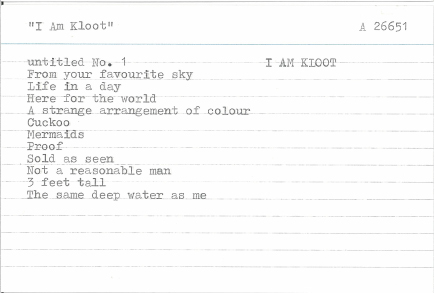 "I Am Kloot" A 26651
untitled No. 1 I AM KIOOT
From your favourite sky
Life in a day
Here for the world
A strange arrangement of colour
Cuckoo
Mermaids
Proof
Sold as seen
Not a reasonable man
3 feet tall
The same deep water as me